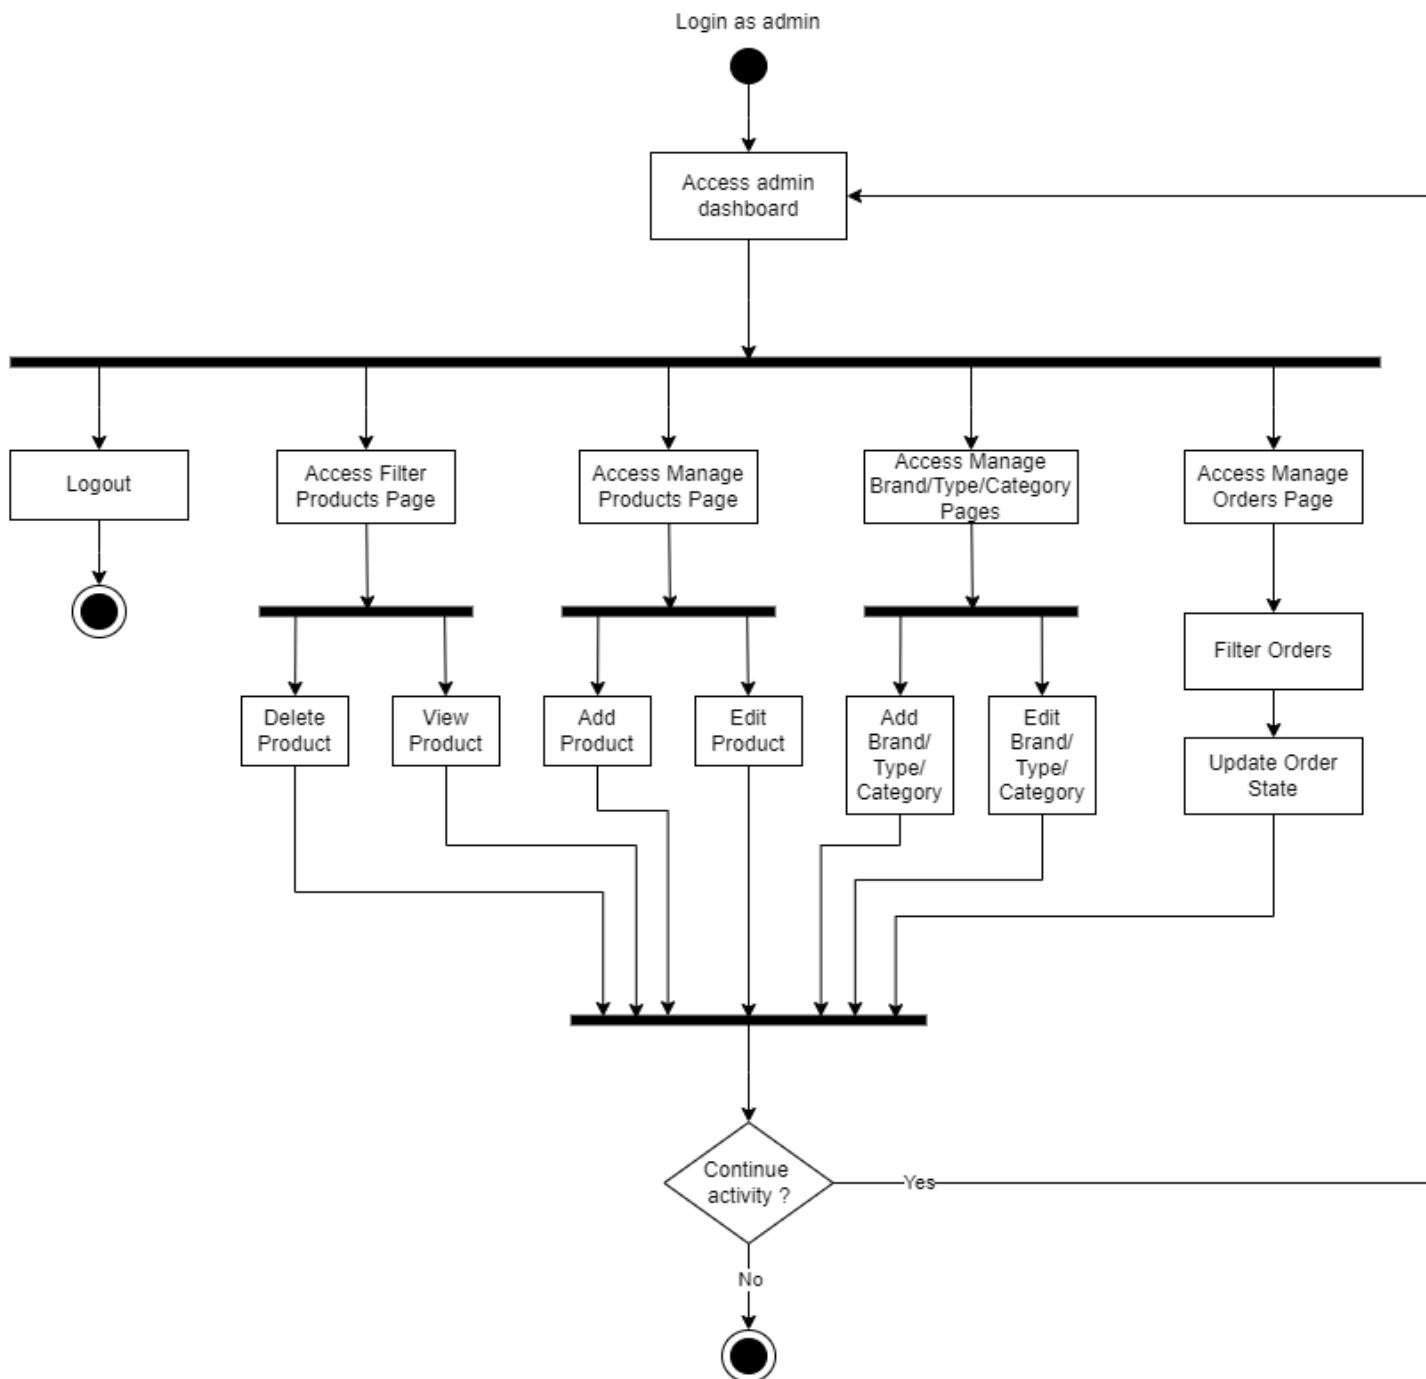 Login as admin
Access admin
dashboard
Logout
Access Filter
Products Page
Access Manage
Products Page
Access Manage
Brand/Type/Category
Pages
Access Manage
Orders Page
Delete
Product
View
Product
Add
Product
Edit
Product
Add
Brand/
Type/
Category
Edit
Brand/
Type/
Category
Filter Orders
Update Order
State
Continue
activity ?
Yes
No